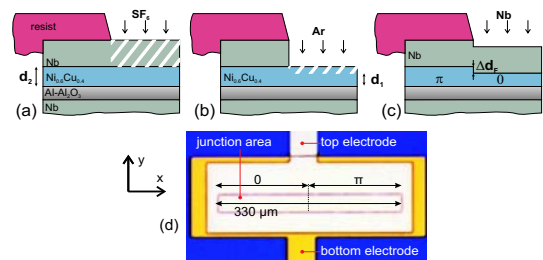 SF₆
resist
Nb
d₂
Ni₀.₆Cu₀.₄
Al-Al₂O₃
Nb
(a)
Ar
Ni₀.₆Cu₀.₄
d₁
(b)
Nb
Nb
Δd_F
π
0
(c)
junction area
top electrode
y
x
0
π
330 µm
(d)
bottom electrode